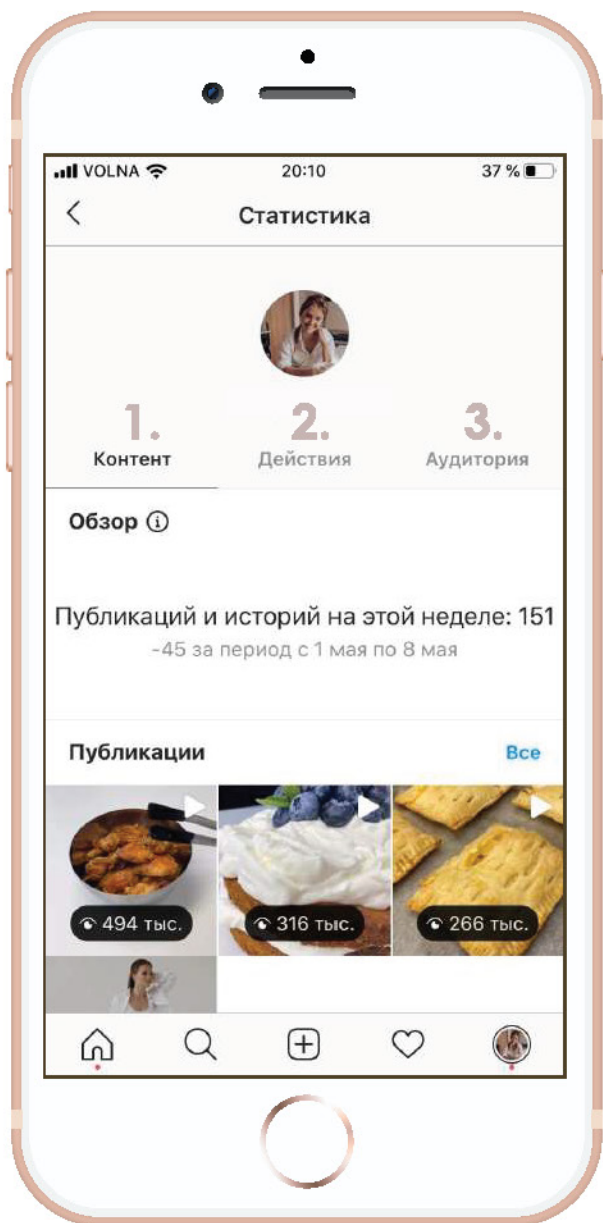 VOLNA 20:10 37 %
Статистика
1. 2. 3.
Контент Действия Аудитория
Обзор
Публикаций и историй на этой неделе: 151
-45 за период с 1 мая по 8 мая
Публикации Все
494 тыс. 316 тыс. 266 тыс.